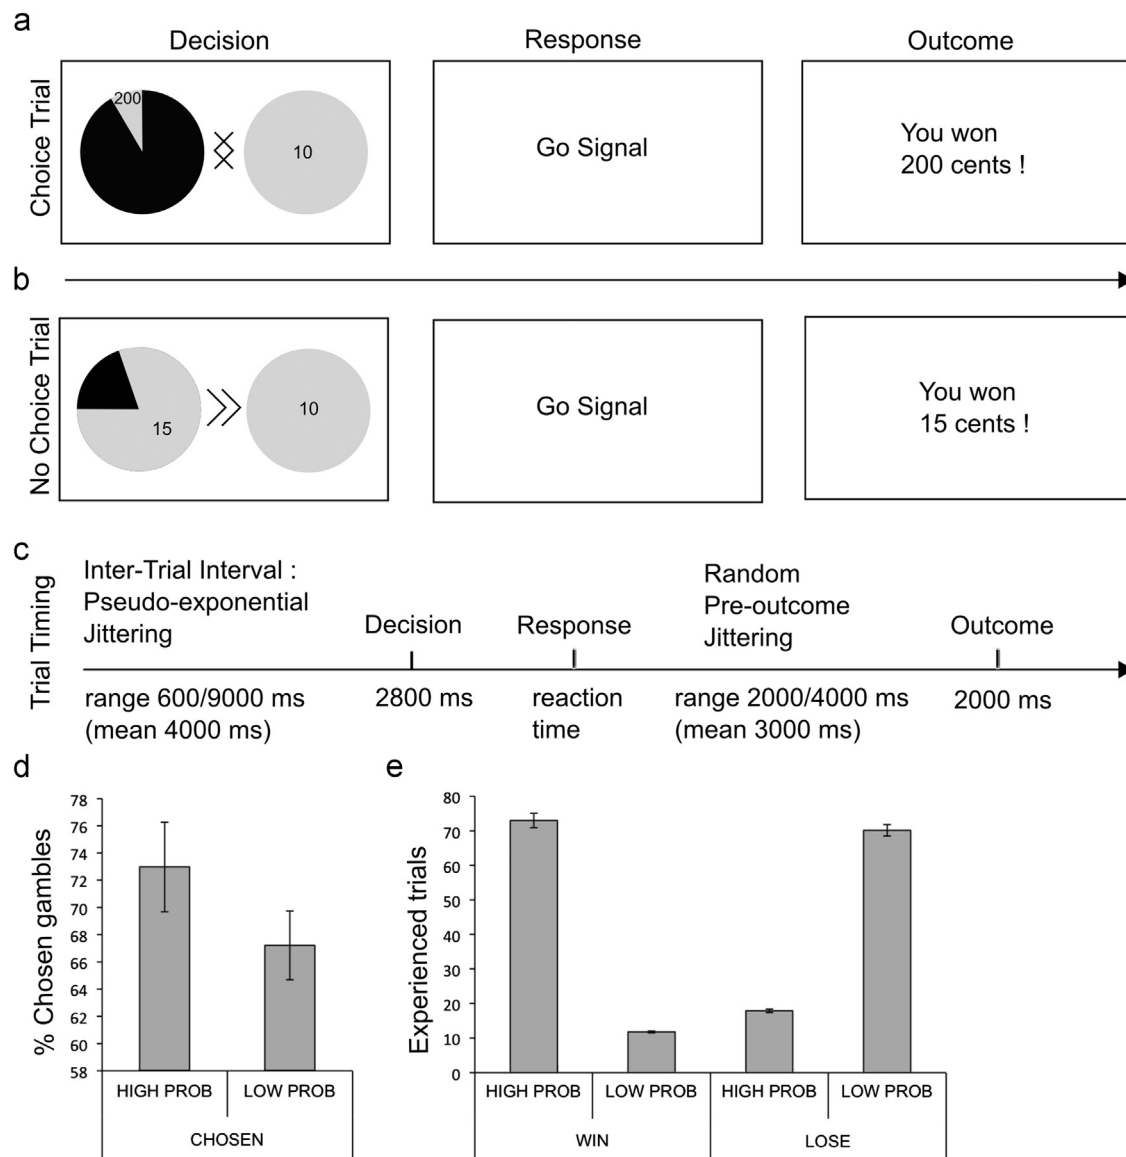 a
Decision
Response
Outcome
Choice Trial
200
10
Go Signal
You won
200 cents !
b
No Choice Trial
15
10
Go Signal
You won
15 cents !
c
Trial Timing
Inter-Trial Interval :
Pseudo-exponential
Jittering
Decision
Response
Random
Pre-outcome
Jittering
Outcome
range 600/9000 ms
(mean 4000 ms)
2800 ms
reaction
time
range 2000/4000 ms
(mean 3000 ms)
2000 ms
d
% Chosen gambles
78
76
74
72
70
68
66
64
62
60
58
HIGH PROB
LOW PROB
CHOSEN
e
Experienced trials
80
70
60
50
40
30
20
10
0
HIGH PROB
LOW PROB
HIGH PROB
LOW PROB
WIN
LOSE